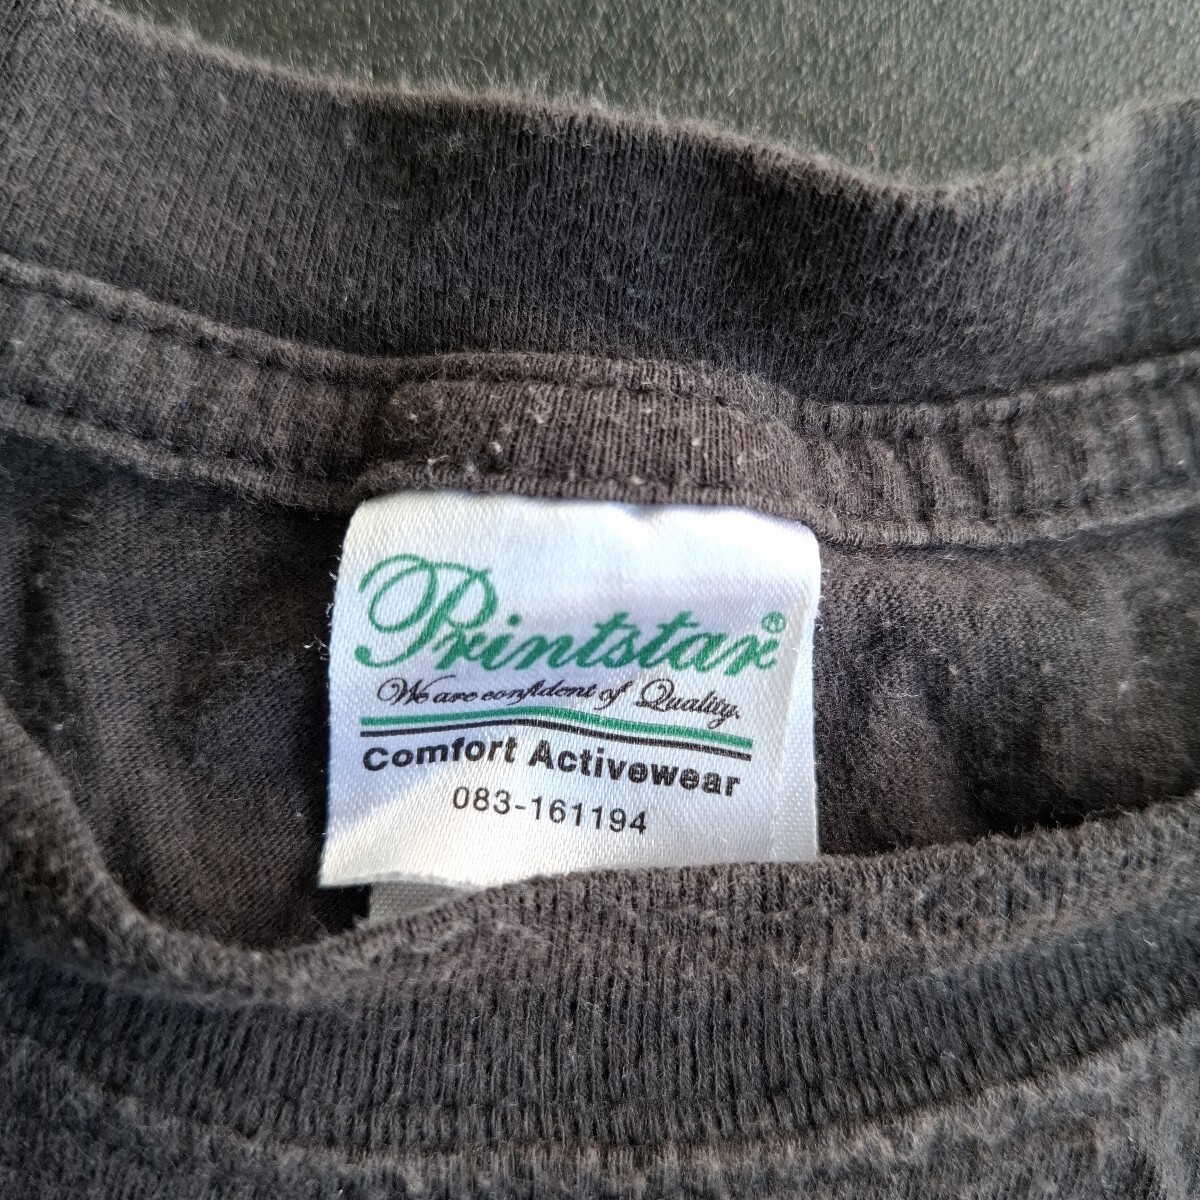 Printstar®
We are confident of Quality.
Comfort Activewear
083-161194